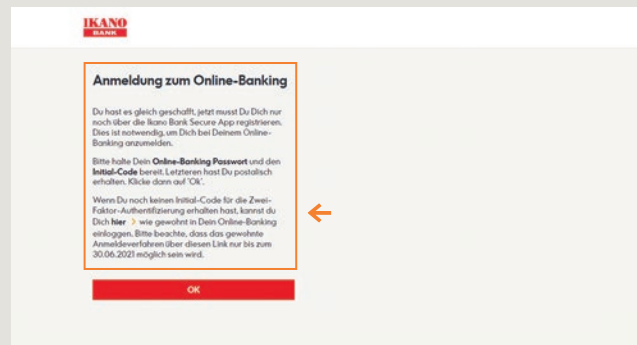 IKANO
BANK
Anmeldung zum Online-Banking
Du hast es gleich geschafft, jetzt musst Du Dich nur
noch über die Ikano Bank Secure App registrieren.
Dies ist notwendig, um Dich bei Deinem Online-
Banking anzumelden.
Bitte halte Dein Online-Banking Passwort und den
Initial-Code bereit. Letzteren hast Du postalisch
erhalten. Klicke dann auf 'Ok'.
Wenn Du noch keinen Initial-Code für die Zwei-
Faktor-Authentifizierung erhalten hast, kannst du
Dich hier > wie gewohnt in Dein Online-Banking
einloggen. Bitte beachte, dass das gewohnte
Anmeldeverfahren über diesen Link nur bis zum
30.06.2021 möglich sein wird.
OK